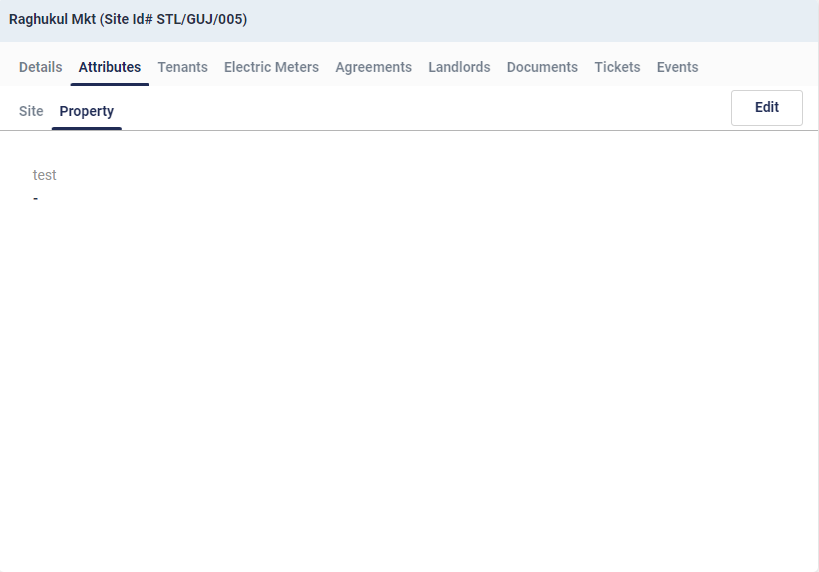 Raghukul Mkt (Site Id# STL/GUJ/005)
Details Attributes Tenants Electric Meters Agreements Landlords Documents Tickets Events
Site Property Edit
test
-